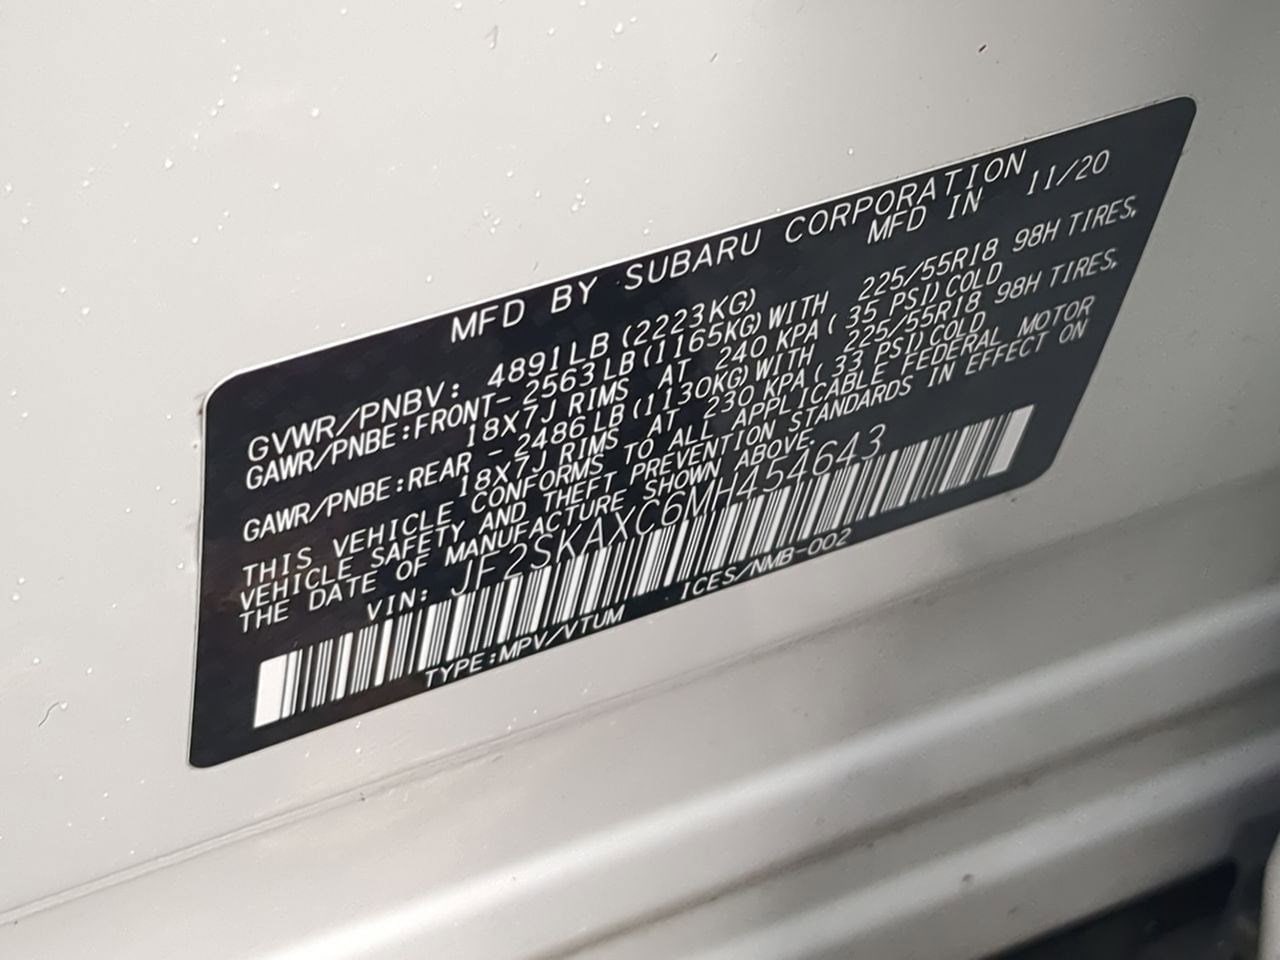 MFD BY SUBARU CORPORATION
MFD IN 11/20
GVWR/PNBV: 4891LB (2223KG)
GAWR/PNBE:FRONT- 2563LB(1165KG)WITH 225/55R18 98H TIRES,
18X7J RIMS AT 240 KPA( 35 PSI)COLD
GAWR/PNBE:REAR - 2486LB(1130KG)WITH 225/55R18 98H TIRES,
18X7J RIMS AT 230 KPA( 33 PSI)COLD
THIS VEHICLE CONFORMS TO ALL APPLICABLE FEDERAL MOTOR
VEHICLE SAFETY AND THEFT PREVENTION STANDARDS IN EFFECT ON
THE DATE OF MANUFACTURE SHOWN ABOVE.
VIN: JF2SKAXC6MH454643
TYPE:MPV/VTUM ICES/NMB-002